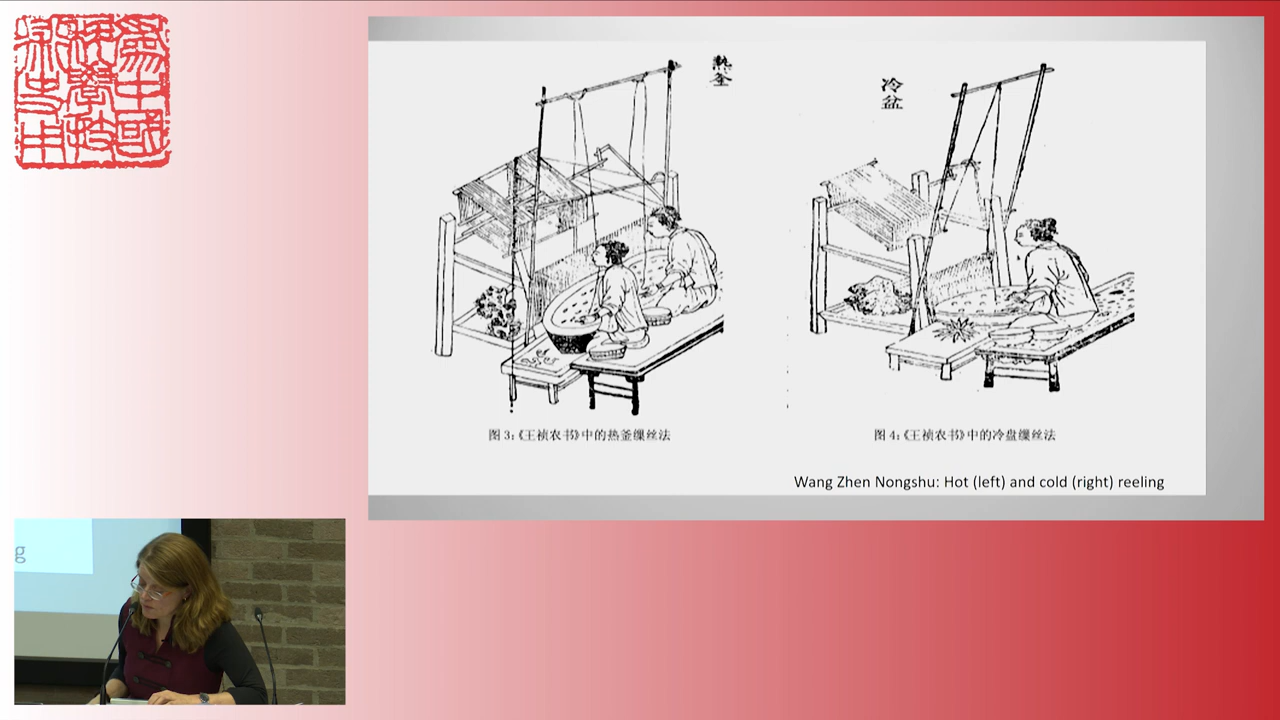 熱釜
冷盆
图 3:《王祯农书》中的热釜缫丝法
图 4:《王祯农书》中的冷盘缫丝法
Wang Zhen Nongshu: Hot (left) and cold (right) reeling
g